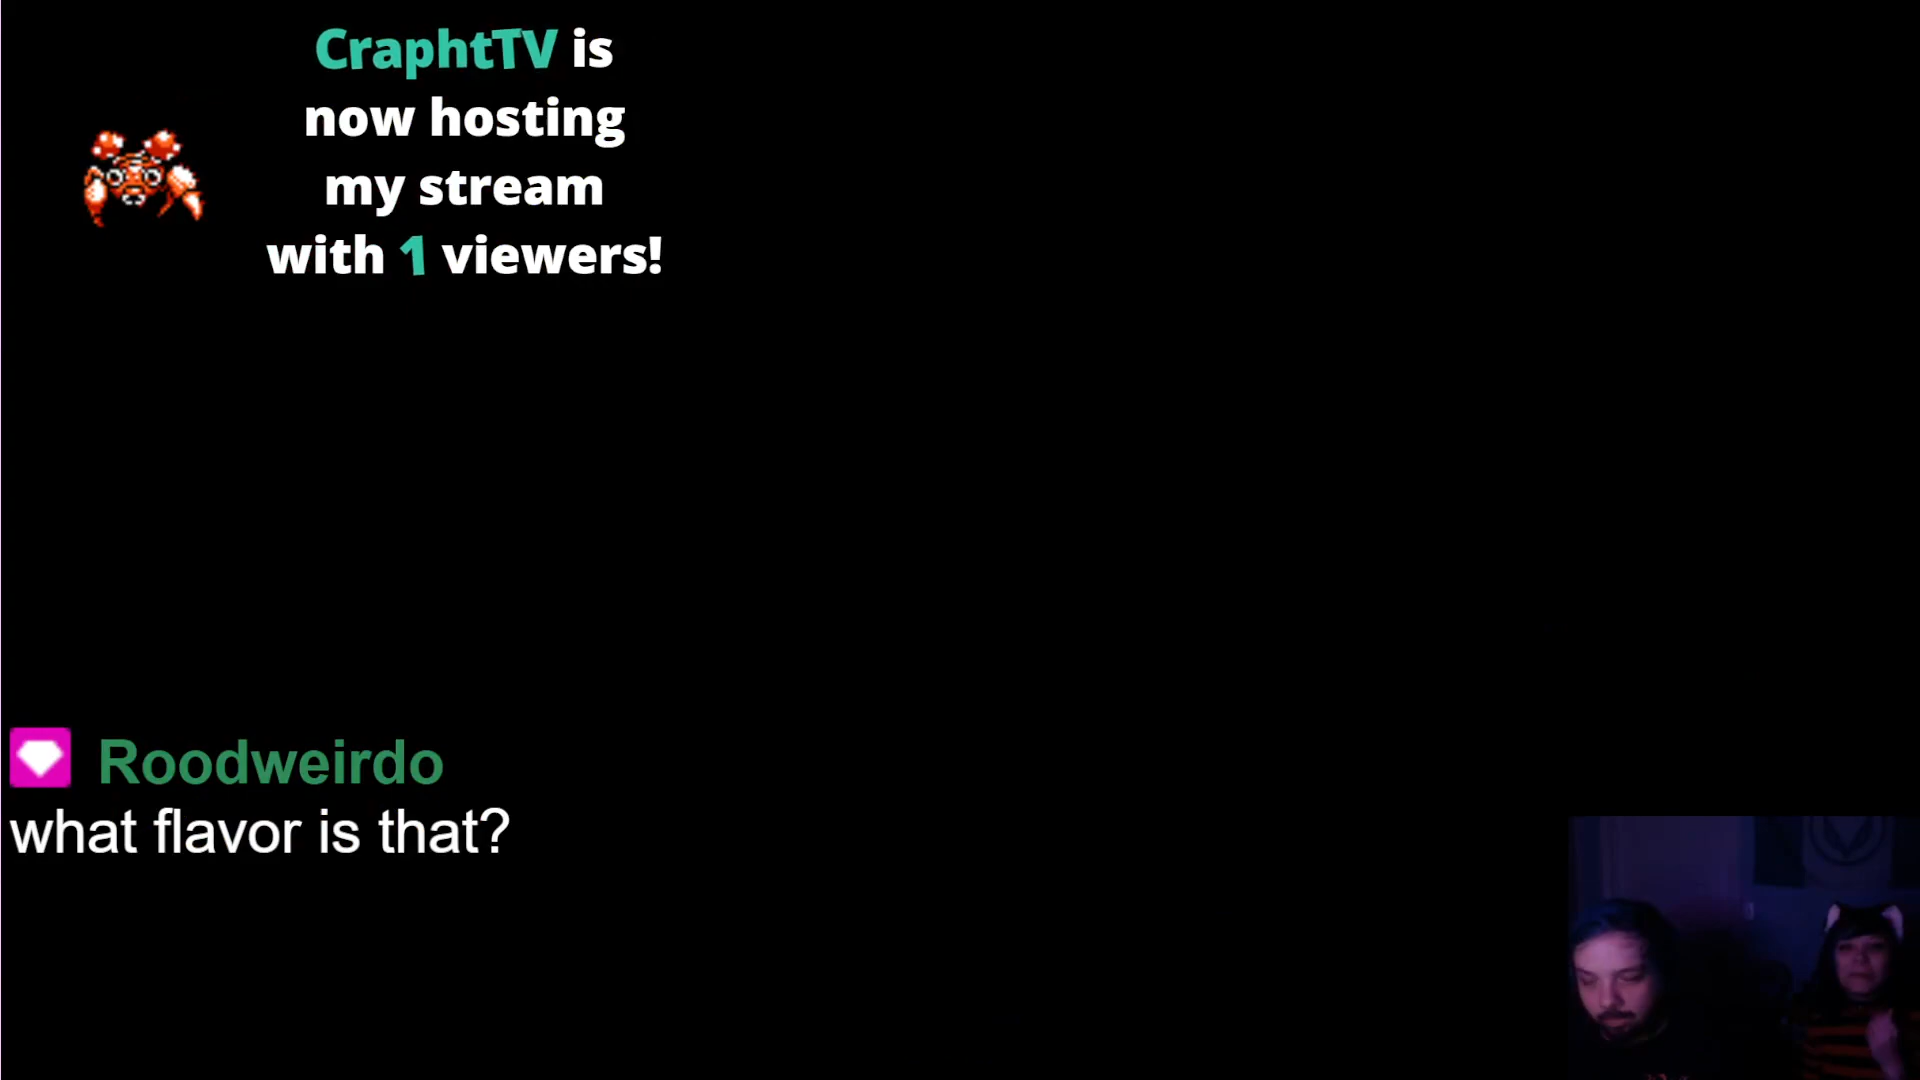 CraphtTV is
now hosting
my stream
with 1 viewers!
Roodweirdo
what flavor is that?